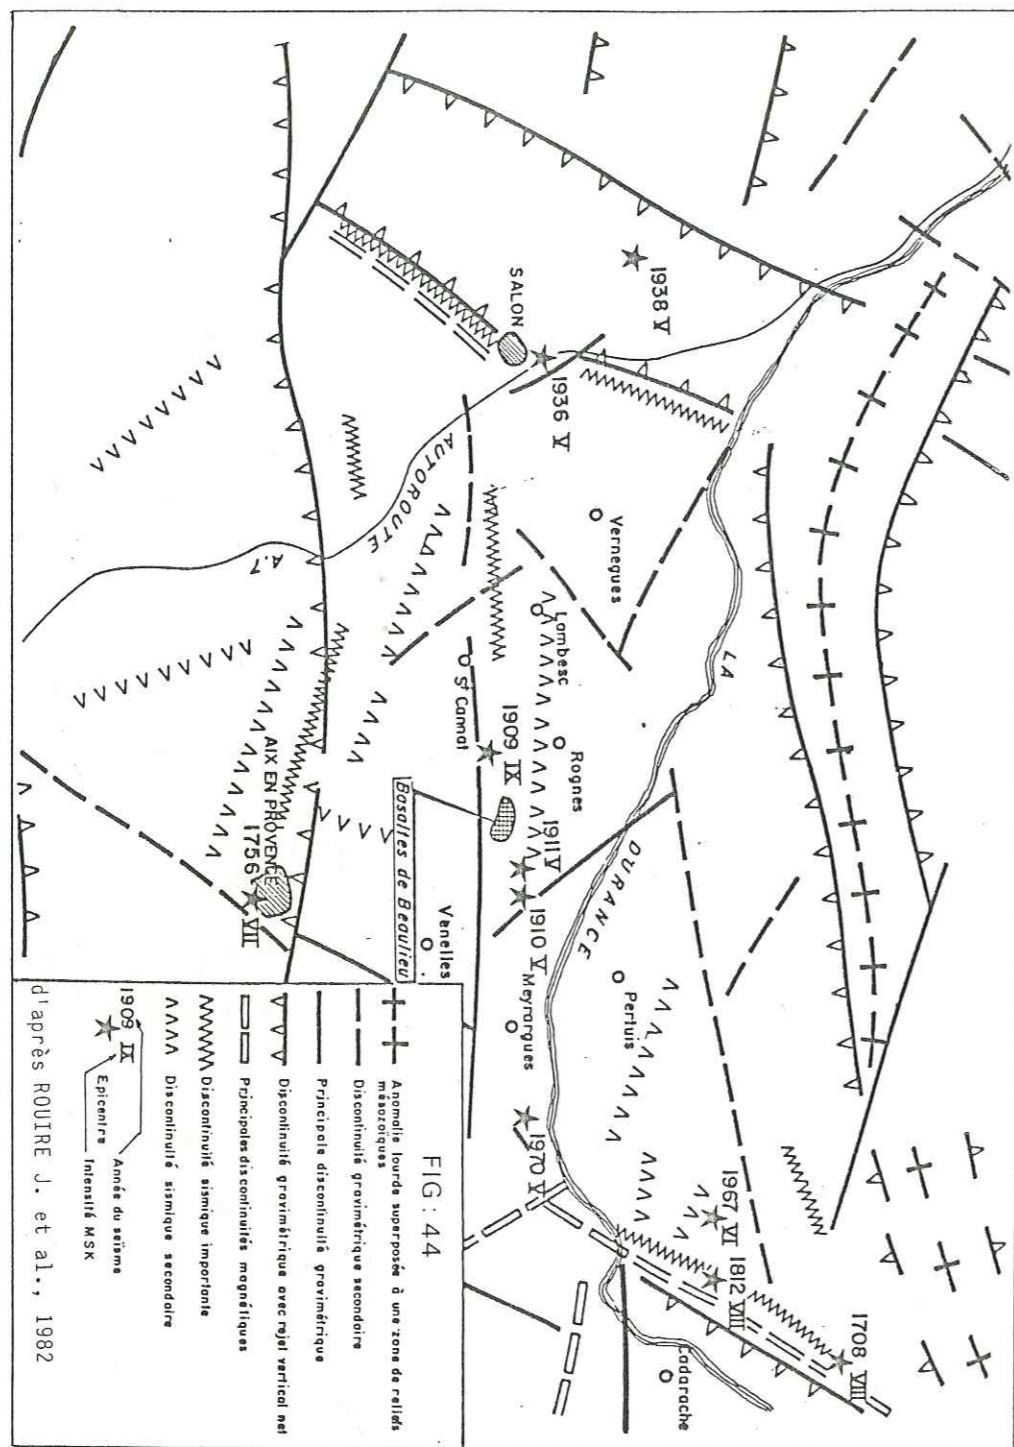 1938 V
SALON
1936 V
AUTOROUTE
A.7
Vernegues
Lambesc
St Cannat
Rognes
1909 IX
LA
DURANCE
1911 V
1910 V
Basaltes de Beaulieu
AIX EN PROVENCE
1756 VII
Venelles
Meyrargues
Pertuis
1970 V
1967 VI
1812 VIII
1708 VIII
Cadarache
FIG : 44
Anomalie lourde superposée à une zone de reliefs
mésozoïques
Discontinuité gravimétrique secondaire
Principale discontinuité gravimétrique
Discontinuité gravimétrique avec rejet vertical net
Principales discontinuités magnétiques
Discontinuité sismique importante
Discontinuité sismique secondaire
1909 IX
Année du seïsme
Epicentre
Intensité MSK
d'après ROUIRE J. et al., 1982